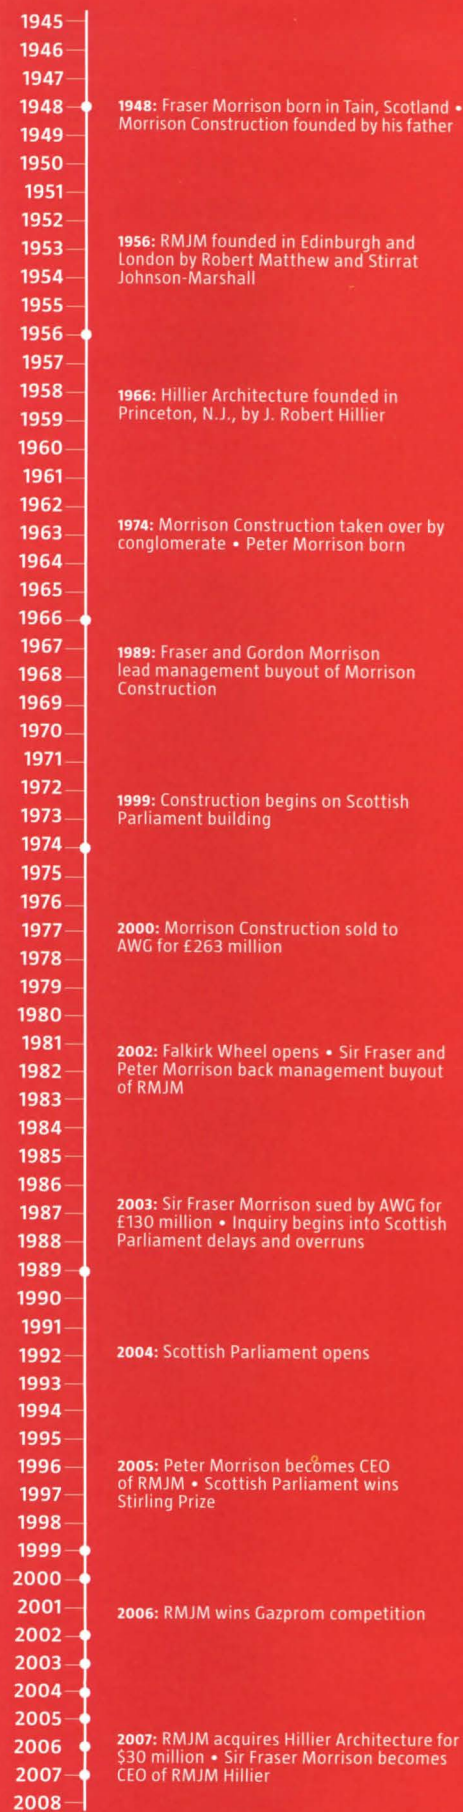 1945
1946
1947
1948
1949
1950
1951
1952
1953
1954
1955
1956
1957
1958
1959
1960
1961
1962
1963
1964
1965
1966
1967
1968
1969
1970
1971
1972
1973
1974
1975
1976
1977
1978
1979
1980
1981
1982
1983
1984
1985
1986
1987
1988
1989
1990
1991
1992
1993
1994
1995
1996
1997
1998
1999
2000
2001
2002
2003
2004
2005
2006
2007
2008
1948: Fraser Morrison born in Tain, Scotland •
Morrison Construction founded by his father
1956: RMJM founded in Edinburgh and
London by Robert Matthew and Stirrat
Johnson-Marshall
1966: Hillier Architecture founded in
Princeton, N.J., by J. Robert Hillier
1974: Morrison Construction taken over by
conglomerate • Peter Morrison born
1989: Fraser and Gordon Morrison
lead management buyout of Morrison
Construction
1999: Construction begins on Scottish
Parliament building
2000: Morrison Construction sold to
AWG for £263 million
2002: Falkirk Wheel opens • Sir Fraser and
Peter Morrison back management buyout
of RMJM
2003: Sir Fraser Morrison sued by AWG for
£130 million • Inquiry begins into Scottish
Parliament delays and overruns
2004: Scottish Parliament opens
2005: Peter Morrison becomes CEO
of RMJM • Scottish Parliament wins
Stirling Prize
2006: RMJM wins Gazprom competition
2007: RMJM acquires Hillier Architecture for
$30 million • Sir Fraser Morrison becomes
CEO of RMJM Hillier